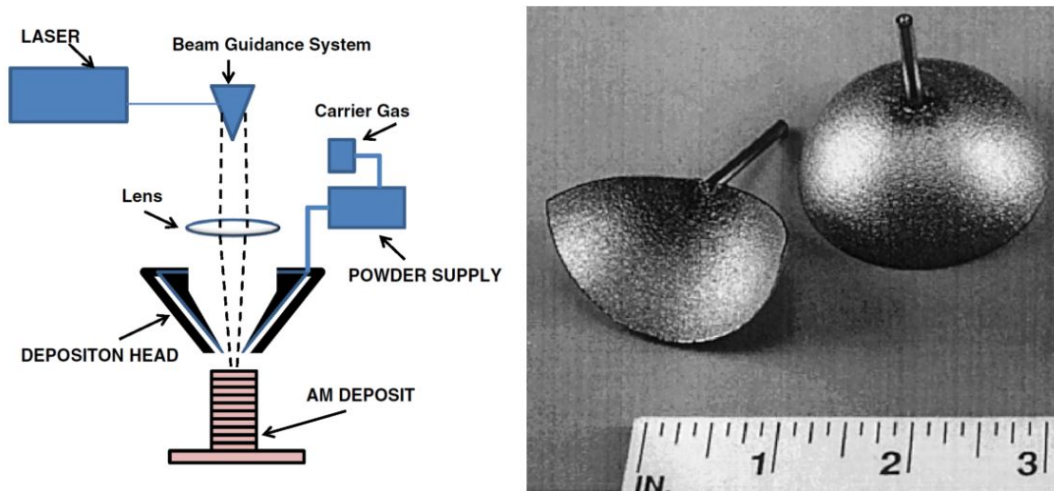 LASER
Beam Guidance System
Carrier Gas
Lens
POWDER SUPPLY
DEPOSITON HEAD
AM DEPOSIT
1
2
3
IN.